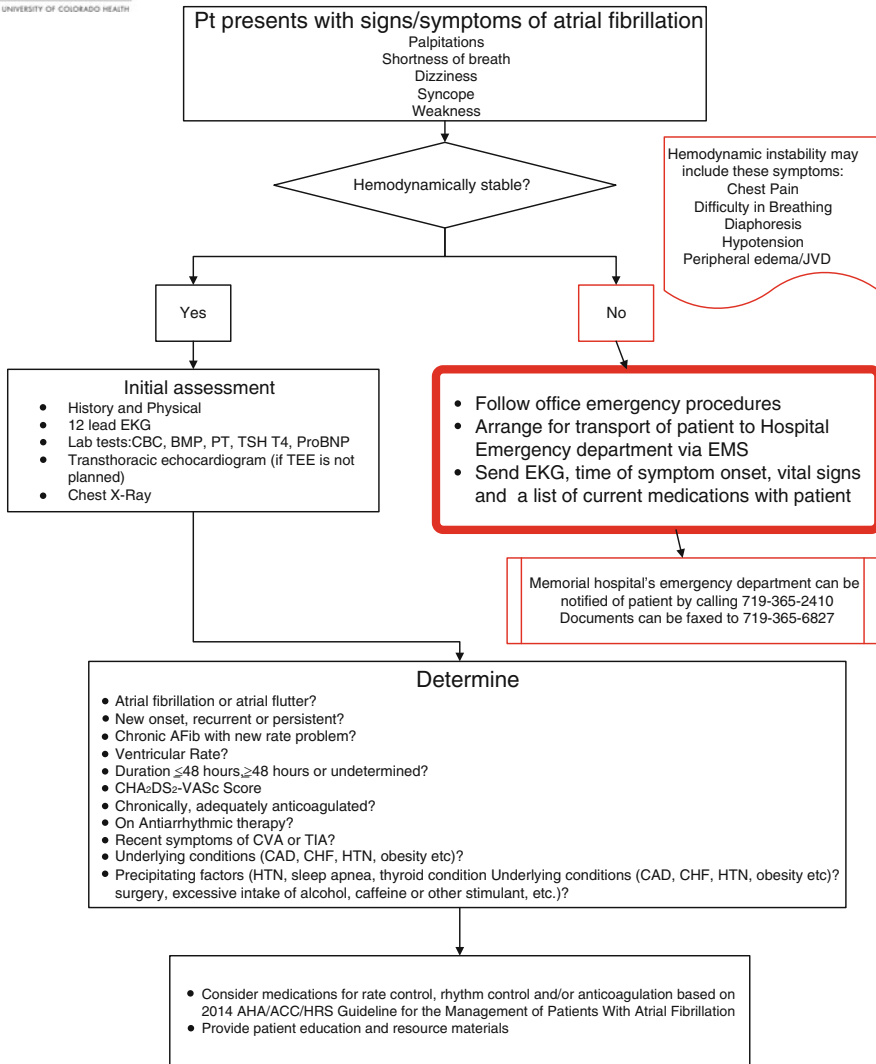 UNIVERSITY OF COLORADO HEALTH
Pt presents with signs/symptoms of atrial fibrillation
Palpitations
Shortness of breath
Dizziness
Syncope
Weakness
Hemodynamically stable?
Hemodynamic instability may
include these symptoms:
Chest Pain
Difficulty in Breathing
Diaphoresis
Hypotension
Peripheral edema/JVD
Yes
No
Initial assessment
• History and Physical
• 12 lead EKG
• Lab tests:CBC, BMP, PT, TSH T4, ProBNP
• Transthoracic echocardiogram (if TEE is not
planned)
• Chest X-Ray
• Follow office emergency procedures
• Arrange for transport of patient to Hospital
Emergency department via EMS
• Send EKG, time of symptom onset, vital signs
and a list of current medications with patient
Memorial hospital's emergency department can be
notified of patient by calling 719-365-2410
Documents can be faxed to 719-365-6827
Determine
• Atrial fibrillation or atrial flutter?
• New onset, recurrent or persistent?
• Chronic AFib with new rate problem?
• Ventricular Rate?
• Duration ≤48 hours,≥48 hours or undetermined?
• CHA₂DS₂-VASc Score
• Chronically, adequately anticoagulated?
• On Antiarrhythmic therapy?
• Recent symptoms of CVA or TIA?
• Underlying conditions (CAD, CHF, HTN, obesity etc)?
• Precipitating factors (HTN, sleep apnea, thyroid condition Underlying conditions (CAD, CHF, HTN, obesity etc)?
surgery, excessive intake of alcohol, caffeine or other stimulant, etc.)?
• Consider medications for rate control, rhythm control and/or anticoagulation based on
2014 AHA/ACC/HRS Guideline for the Management of Patients With Atrial Fibrillation
• Provide patient education and resource materials